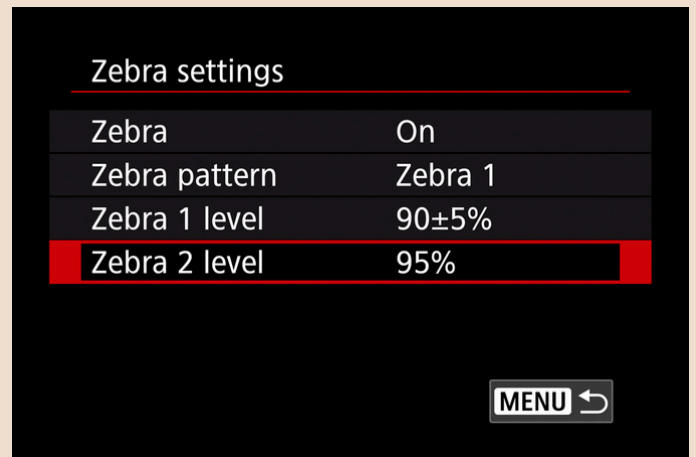 Zebra settings
Zebra On
Zebra pattern Zebra 1
Zebra 1 level 90±5%
Zebra 2 level 95%
MENU